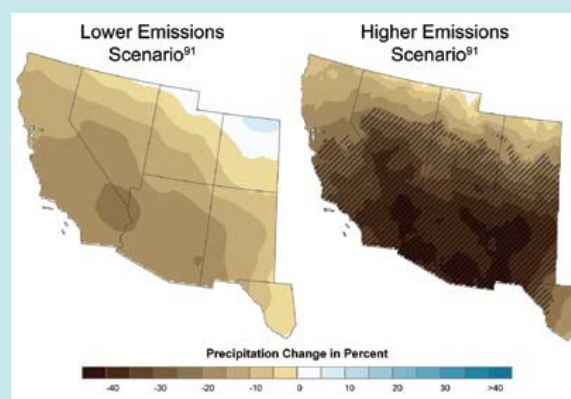 Lower Emissions
Scenario⁹¹
Higher Emissions
Scenario⁹¹
Precipitation Change in Percent
-40 -30 -20 -10 0 10 20 30 >40